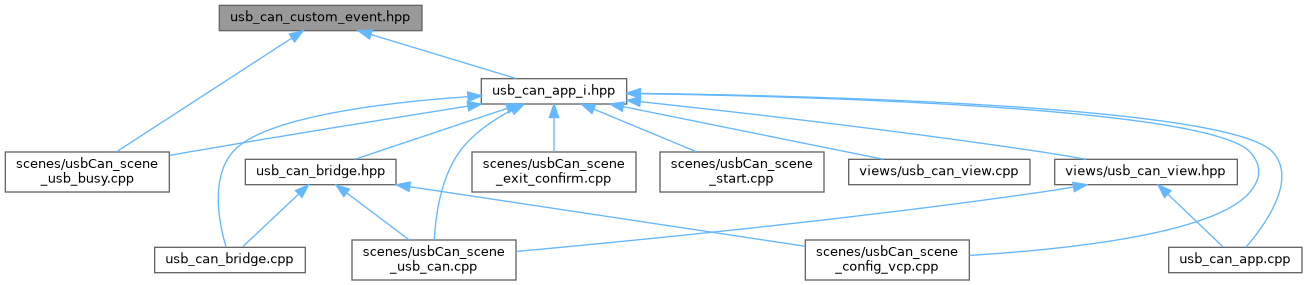 usb_can_custom_event.hpp
usb_can_app_i.hpp
scenes/usbCan_scene
_usb_busy.cpp
usb_can_bridge.hpp
scenes/usbCan_scene
_exit_confirm.cpp
scenes/usbCan_scene
_start.cpp
views/usb_can_view.cpp
views/usb_can_view.hpp
usb_can_bridge.cpp
scenes/usbCan_scene
_usb_can.cpp
scenes/usbCan_scene
_config_vcp.cpp
usb_can_app.cpp